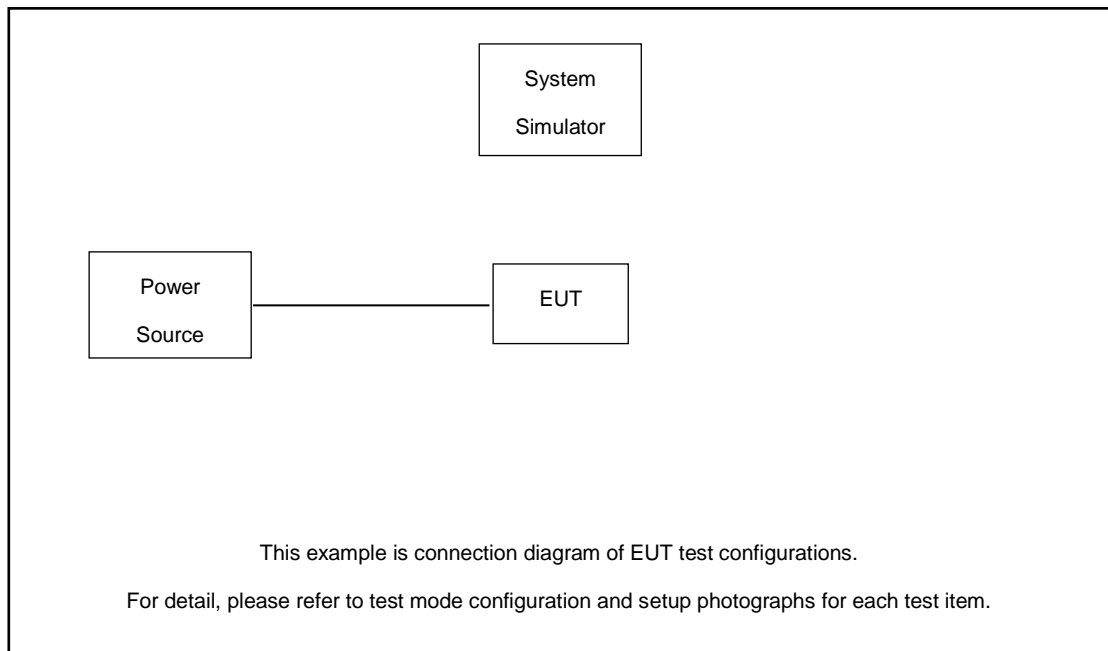 System
Simulator
Power
Source
EUT
This example is connection diagram of EUT test configurations.
For detail, please refer to test mode configuration and setup photographs for each test item.